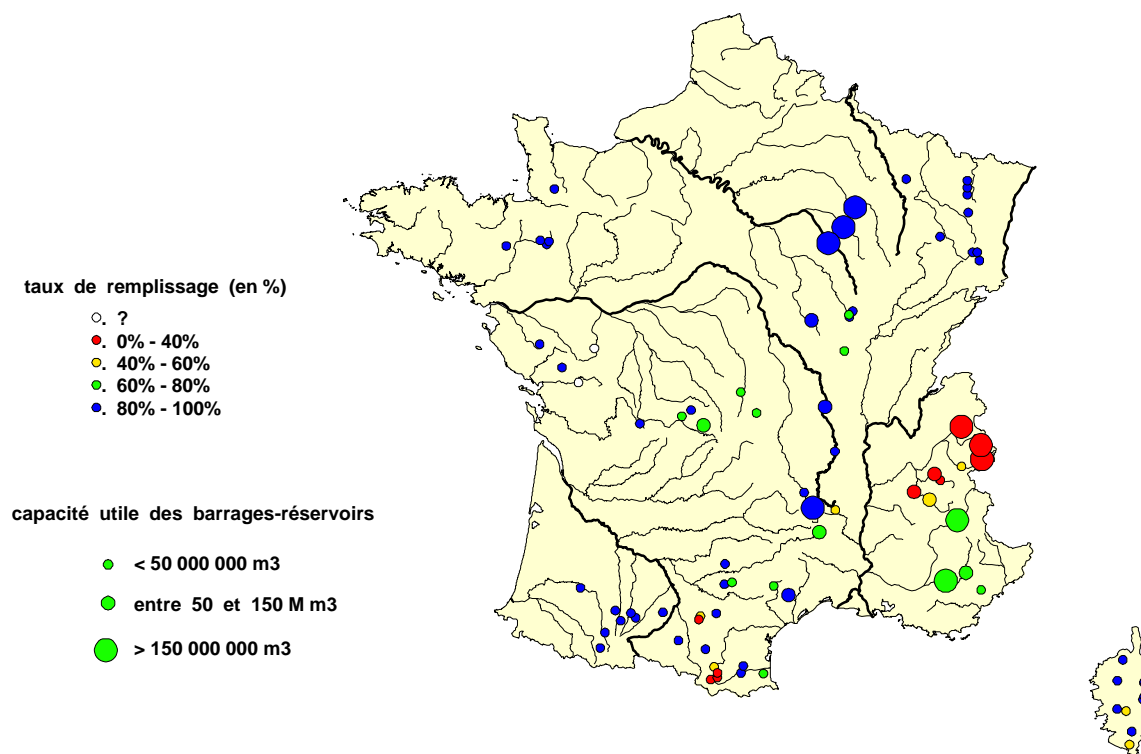 taux de remplissage (en %)
. ?
. 0% - 40%
. 40% - 60%
. 60% - 80%
. 80% - 100%
capacité utile des barrages-réservoirs
< 50 000 000 m3
entre 50 et 150 M m3
> 150 000 000 m3